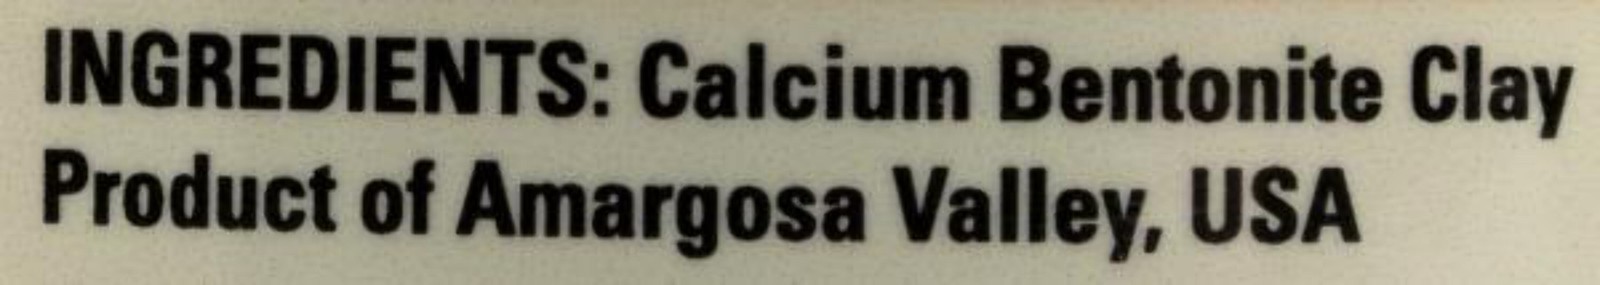 INGREDIENTS: Calcium Bentonite Clay
Product of Amargosa Valley, USA